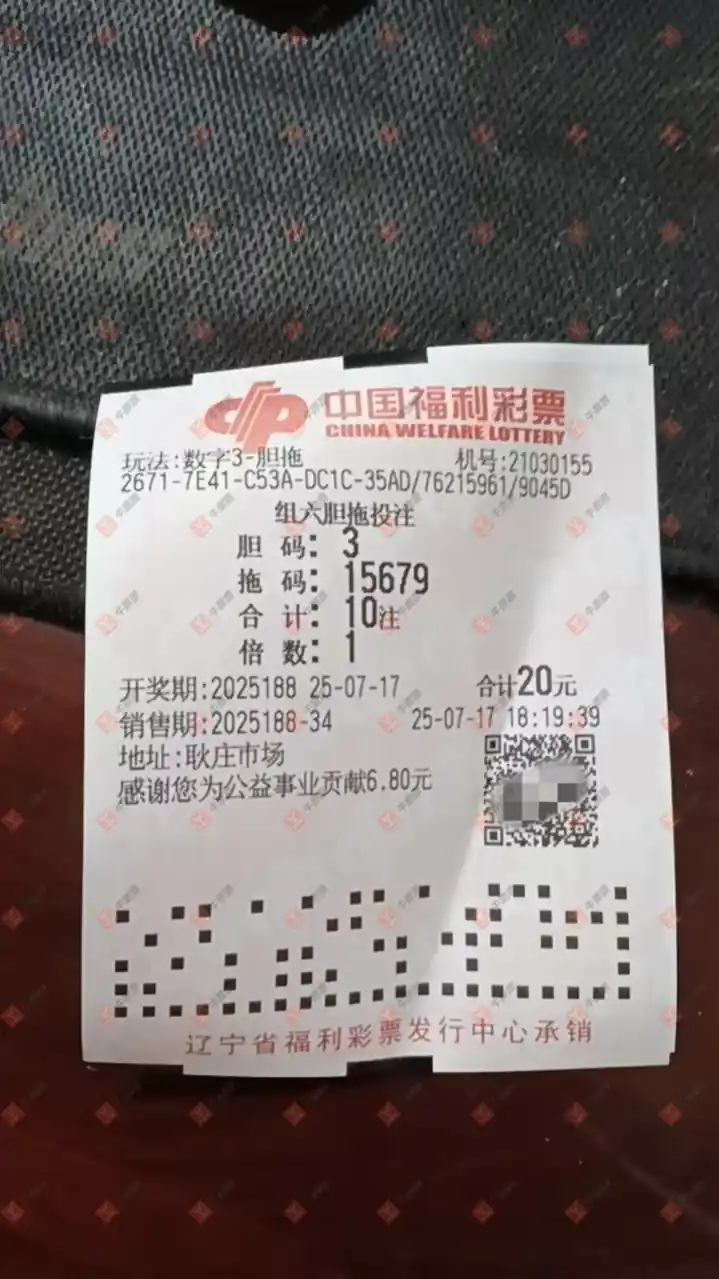 中国福利彩票
CHINA WELFARE LOTTERY
玩法:数字3-胆拖 机号:21030155
2671-7E41-C53A-DC1C-35AD/76215961/9045D
组六胆拖投注
胆 码: 3
拖 码: 15679
合 计: 10注
倍 数: 1
开奖期:2025188 25-07-17 合计20元
销售期:2025188-34 25-07-17 18:19:39
地址:耿庄市场
感谢您为公益事业贡献6.80元
辽宁省福利彩票发行中心承销